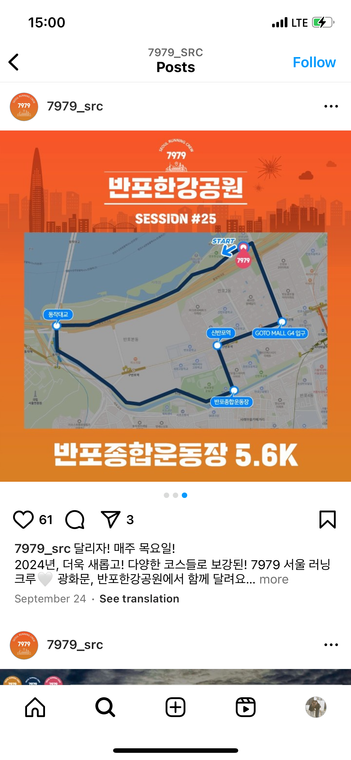 15:00
LTE
7979_SRC
Posts
Follow
7979_src
SEOUL RUNNING CREW
7979
반포한강공원
SESSION #25
START
7979
동작대교
신반포역
GOTO MALL G4 입구
반포종합운동장
반포종합운동장 5.6K
61
3
7979_src 달리자! 매주 목요일!
2024년, 더욱 새롭고! 다양한 코스들로 보강된! 7979 서울 러닝
크루🤍 광화문, 반포한강공원에서 함께 달려요... more
September 24 · See translation
7979_src